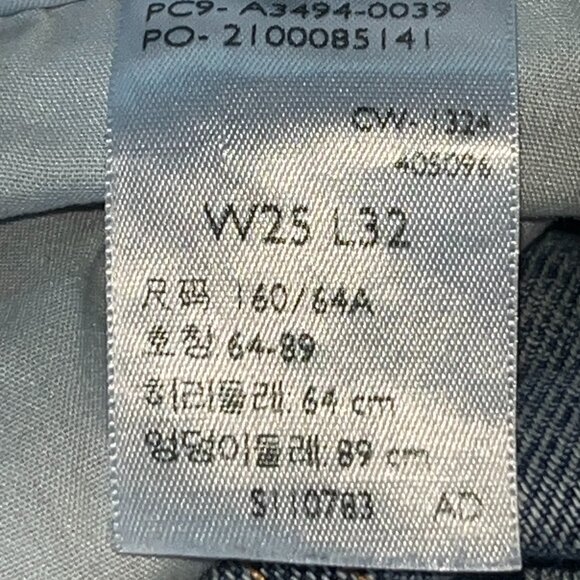 PC9- A3494-0039
PO- 2100085141
CW- 1324
405096
W25 L32
尺码 160/64A
호칭 64-89
허리둘레: 64 cm
엉덩이둘레: 89 cm
S110783 AD